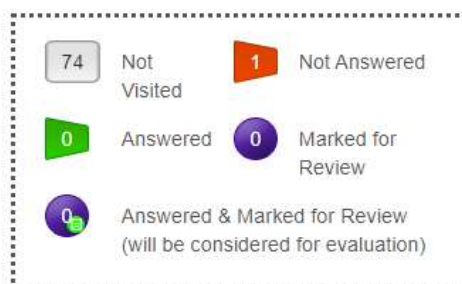 74 Not Visited
1 Not Answered
0 Answered
0 Marked for Review
0 Answered & Marked for Review
(will be considered for evaluation)